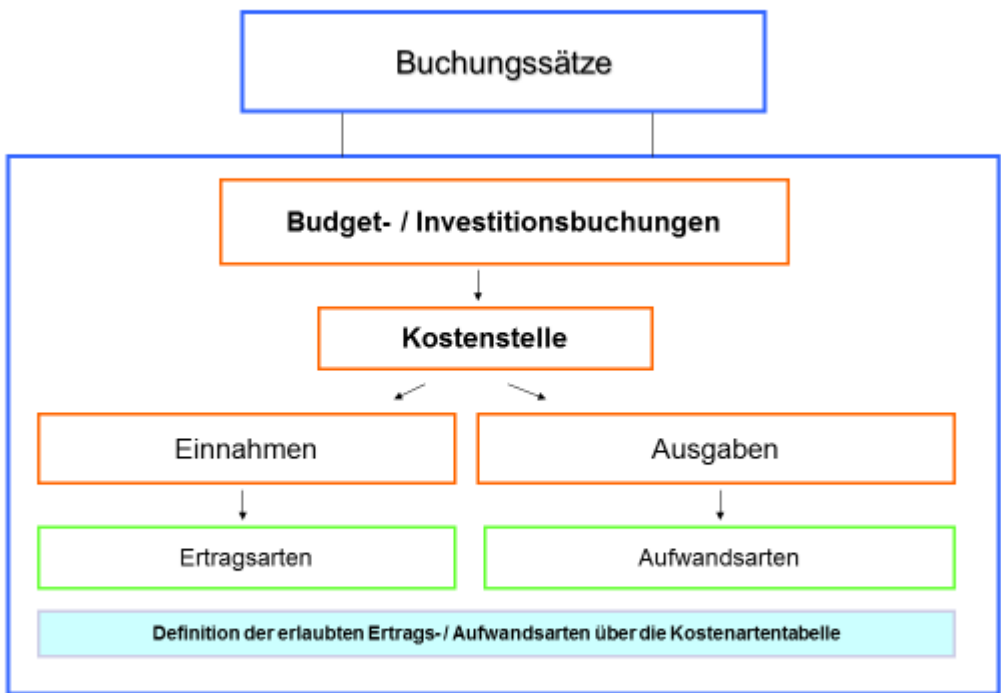 Buchungssätze
Budget- / Investitionsbuchungen
Kostenstelle
Einnahmen
Ausgaben
Ertragsarten
Aufwandsarten
Definition der erlaubten Ertrags- / Aufwandsarten über die Kostenartentabelle